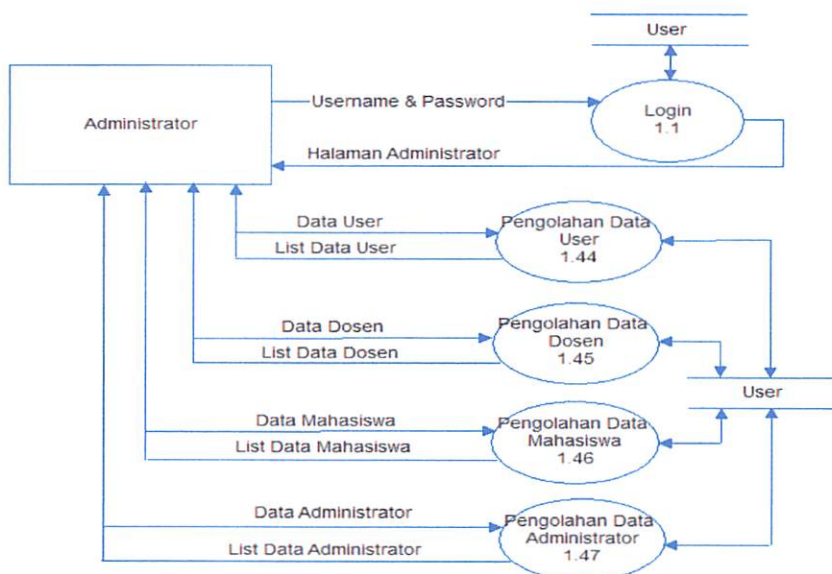 User
Administrator
Username & Password
Login
1.1
Halaman Administrator
Data User
List Data User
Pengolahan Data
User
1.44
Data Dosen
List Data Dosen
Pengolahan Data
Dosen
1.45
User
Data Mahasiswa
List Data Mahasiswa
Pengolahan Data
Mahasiswa
1.46
Data Administrator
List Data Administrator
Pengolahan Data
Administrator
1.47